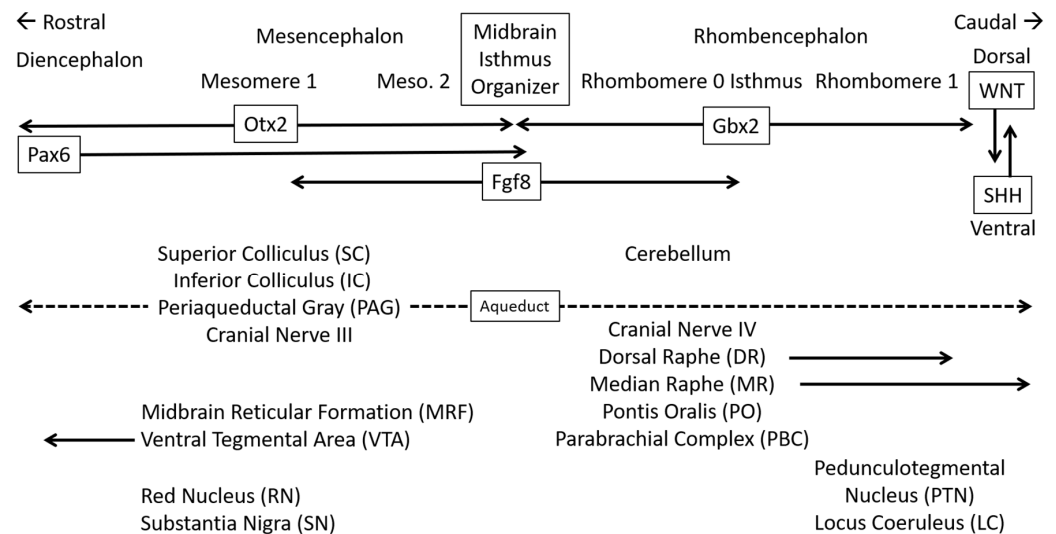 ← Rostral
Caudal →
Diencephalon
Mesencephalon
Midbrain
Isthmus
Organizer
Rhombencephalon
Dorsal
Mesomere 1
Meso. 2
Rhombomere 0 Isthmus
Rhombomere 1
WNT
Otx2
Gbx2
Pax6
Fgf8
SHH
Ventral
Superior Colliculus (SC)
Cerebellum
Inferior Colliculus (IC)
Periaqueductal Gray (PAG)
Aqueduct
Cranial Nerve III
Cranial Nerve IV
Dorsal Raphe (DR)
Median Raphe (MR)
Midbrain Reticular Formation (MRF)
Pontis Oralis (PO)
Ventral Tegmental Area (VTA)
Parabrachial Complex (PBC)
Pedunculotegmental
Nucleus (PTN)
Red Nucleus (RN)
Substantia Nigra (SN)
Locus Coeruleus (LC)